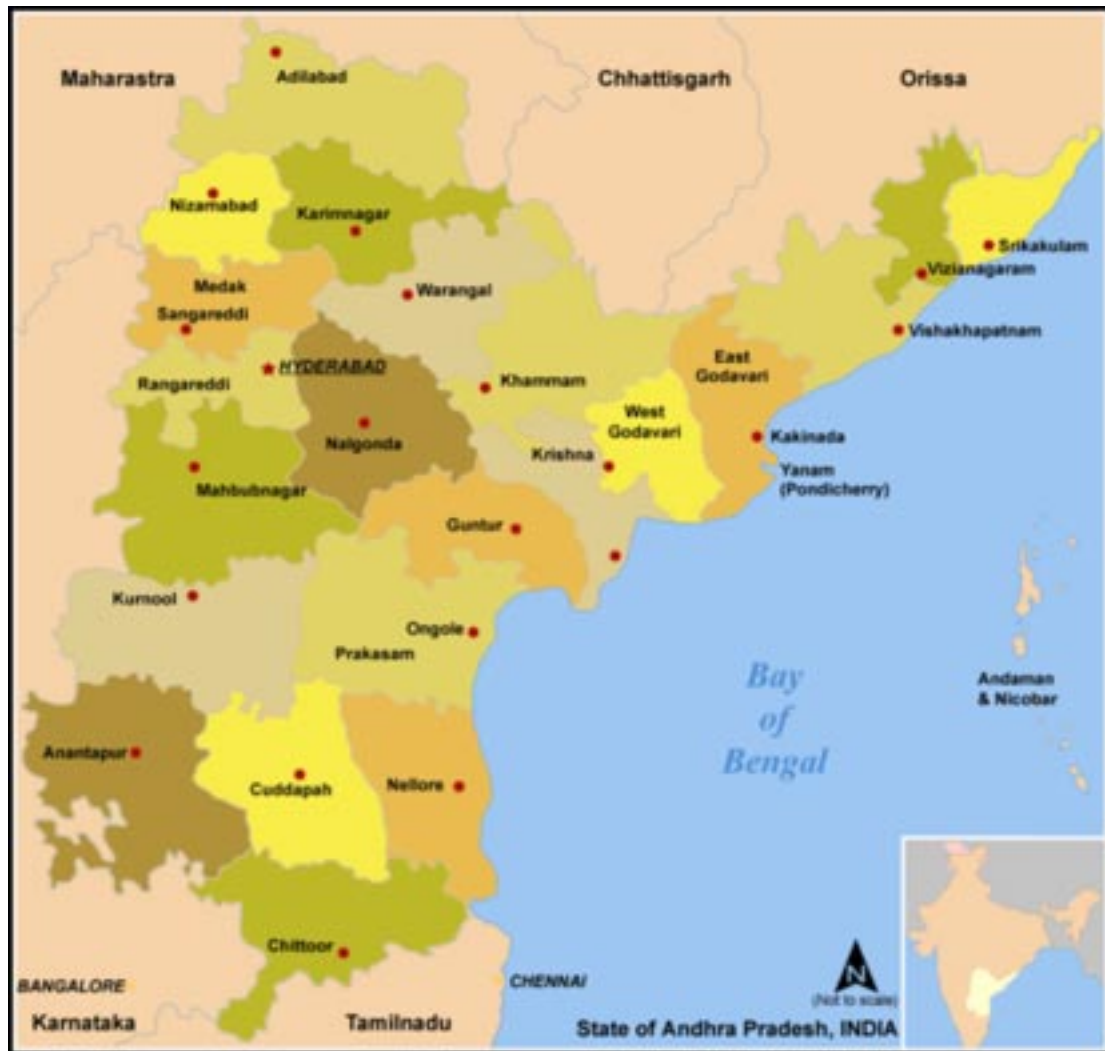 Maharastra
Adilabad
Chhattisgarh
Orissa
Nizamabad
Karimnagar
Srikakulam
Vizianagaram
Medak
Warangal
Sangareddi
Vishakhapatnam
HYDERABAD
East
Godavari
Rangareddi
Khammam
West
Godavari
Nalgonda
Kakinada
Krishna
Yanam
(Pondicherry)
Mahbubnagar
Guntur
Kurnool
Ongole
Prakasam
Bay
of
Bengal
Andaman
& Nicobar
Anantapur
Cuddapah
Nellore
Chittoor
BANGALORE
CHENNAI
N
(Not to scale)
Karnataka
Tamilnadu
State of Andhra Pradesh, INDIA